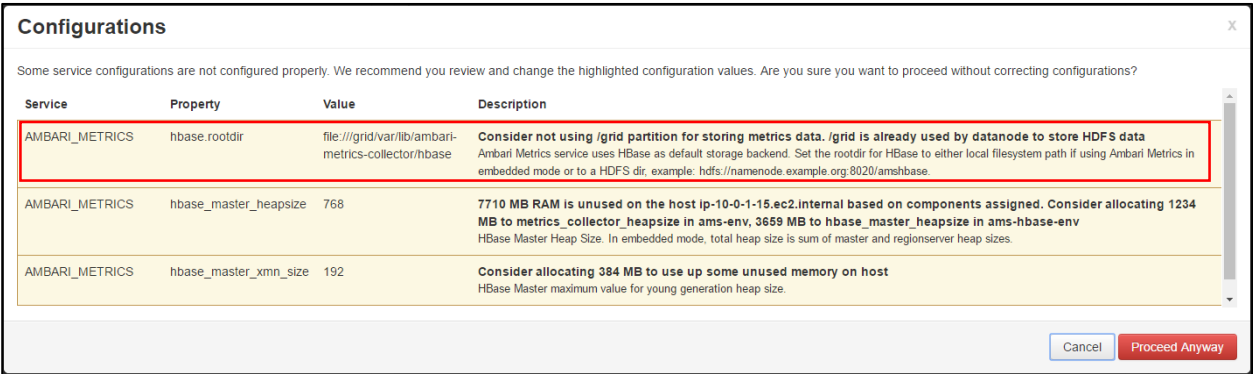 Configurations
X
Some service configurations are not configured properly. We recommend you review and change the highlighted configuration values. Are you sure you want to proceed without correcting configurations?
Service Property Value Description
AMBARI_METRICS hbase.rootdir file:///grid/var/lib/ambari- Consider not using /grid partition for storing metrics data. /grid is already used by datanode to store HDFS data
metrics-collector/hbase Ambari Metrics service uses HBase as default storage backend. Set the rootdir for HBase to either local filesystem path if using Ambari Metrics in
embedded mode or to a HDFS dir, example: hdfs://namenode.example.org:8020/amshbase.
AMBARI_METRICS hbase_master_heapsize 768 7710 MB RAM is unused on the host ip-10-0-1-15.ec2.internal based on components assigned. Consider allocating 1234
MB to metrics_collector_heapsize in ams-env, 3659 MB to hbase_master_heapsize in ams-hbase-env
HBase Master Heap Size. In embedded mode, total heap size is sum of master and regionserver heap sizes.
AMBARI_METRICS hbase_master_xmn_size 192 Consider allocating 384 MB to use up some unused memory on host
HBase Master maximum value for young generation heap size.
Cancel Proceed Anyway